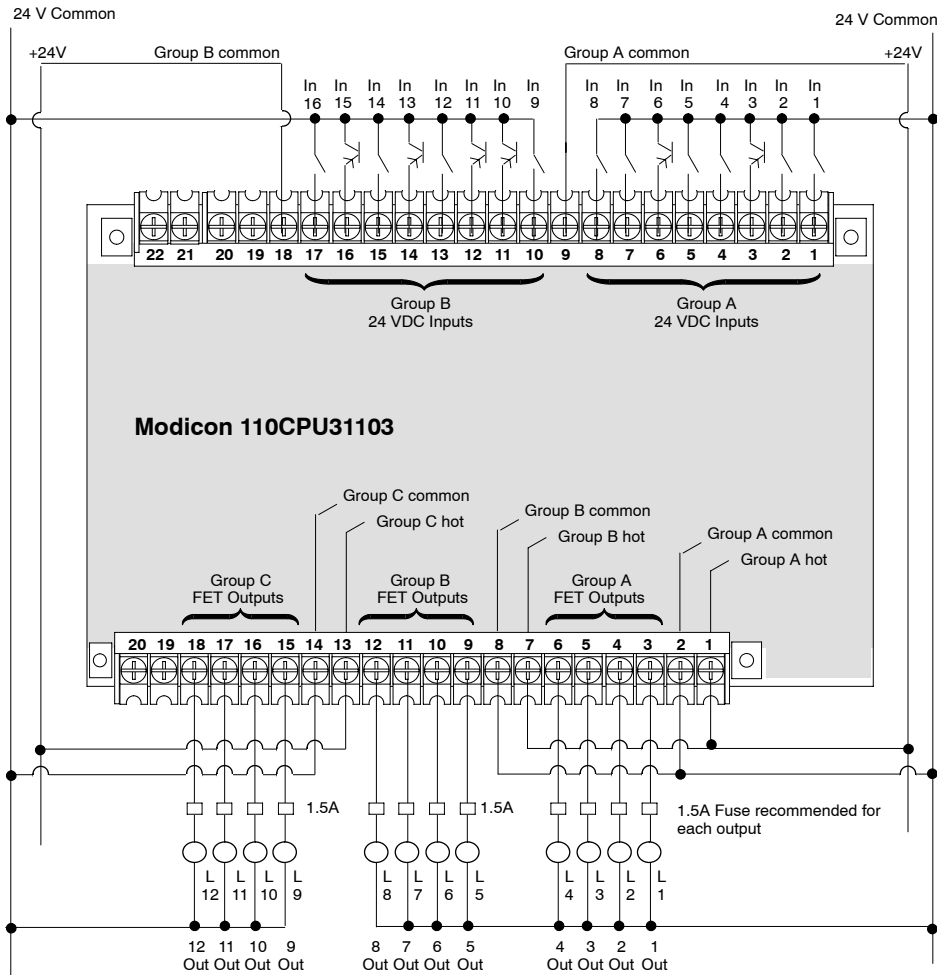 24 V Common
24 V Common
+24V
Group B common
Group A common
+24V
In 16
In 15
In 14
In 13
In 12
In 11
In 10
In 9
In 8
In 7
In 6
In 5
In 4
In 3
In 2
In 1
22 21 20 19 18 17 16 15 14 13 12 11 10 9 8 7 6 5 4 3 2 1
Group B
24 VDC Inputs
Group A
24 VDC Inputs
Modicon 110CPU31103
Group C common
Group C hot
Group B common
Group B hot
Group A common
Group A hot
Group C
FET Outputs
Group B
FET Outputs
Group A
FET Outputs
20 19 18 17 16 15 14 13 12 11 10 9 8 7 6 5 4 3 2 1
1.5A
1.5A
1.5A Fuse recommended for
each output
L 12
L 11
L 10
L 9
L 8
L 7
L 6
L 5
L 4
L 3
L 2
L 1
12 11 10 9 8 7 6 5 4 3 2 1
Out Out Out Out Out Out Out Out Out Out Out Out